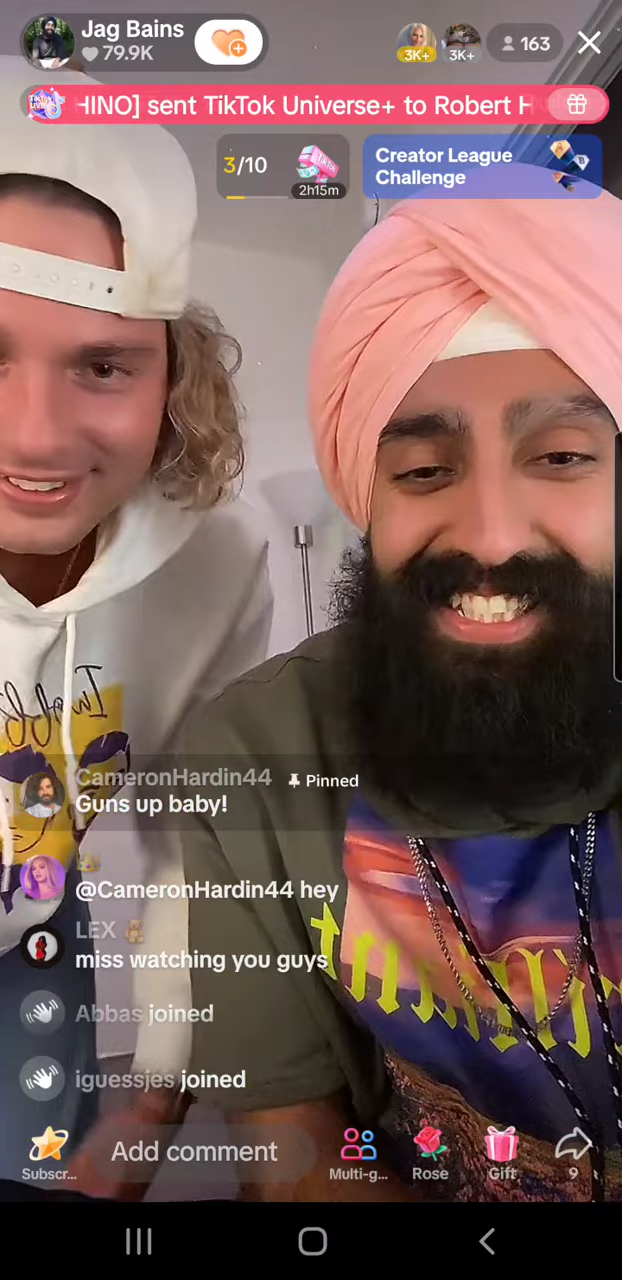 Jag Bains
79.9K
3K+
3K+
163
HINO] sent TikTok Universe+ to Robert
3/10
2h15m
Creator League
Challenge
CameronHardin44 Pinned
Guns up baby!
@CameronHardin44 hey
LEX
miss watching you guys
Abbas joined
iguessjes joined
Subscr...
Add comment
Multi-g...
Rose
Gift
9